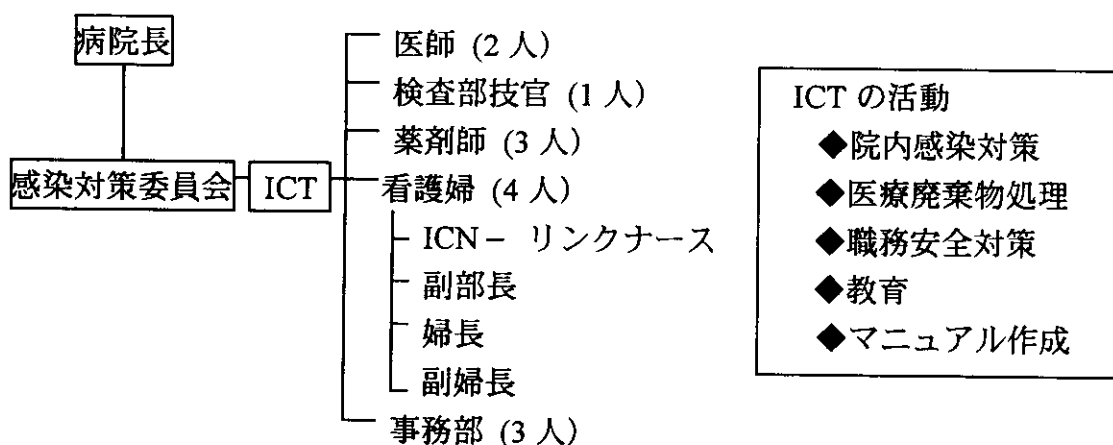 病院長
感染対策委員会
ICT
医師 (2 人)
検査部技官 (1 人)
薬剤師 (3 人)
看護婦 (4 人)
ICN － リンクナース
副部長
婦長
副婦長
事務部 (3 人)
ICT の活動
◆院内感染対策
◆医療廃棄物処理
◆職務安全対策
◆教育
◆マニュアル作成